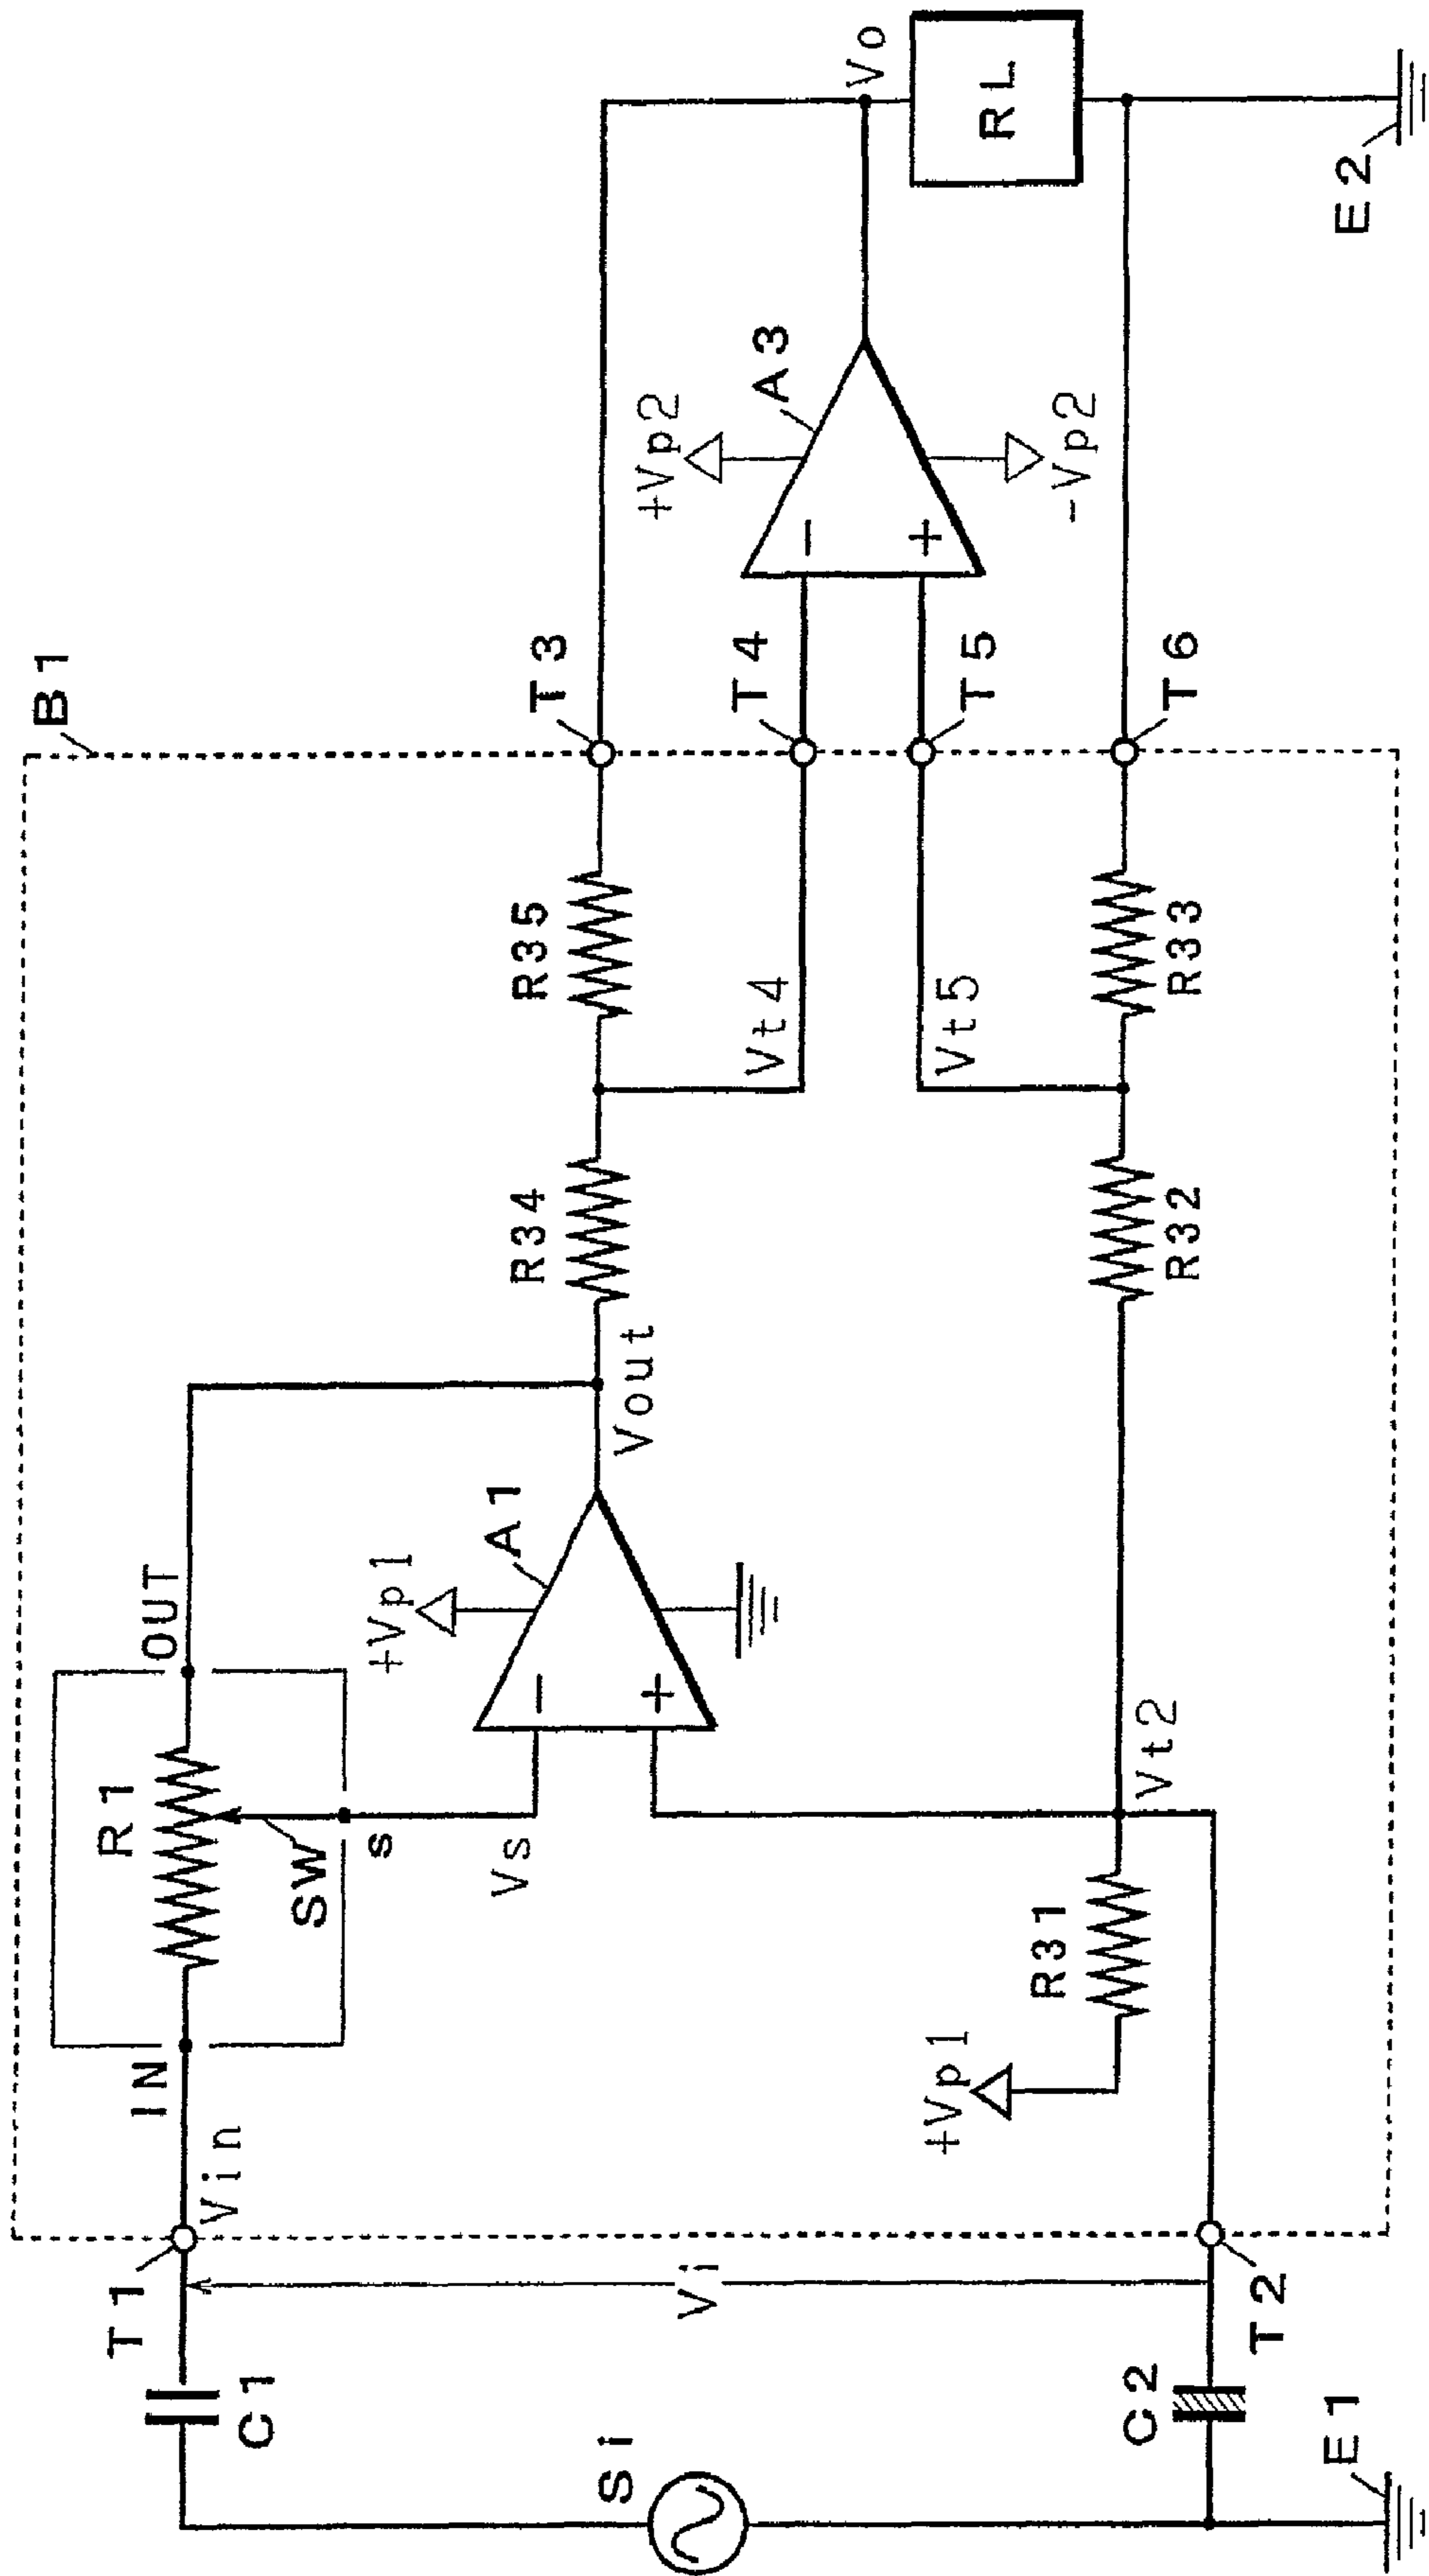 B1
T1
Vin
IN
R1
OUT
SW
s
Vs
+Vp1
A1
−
+
Vout
R34
R35
T3
Vt4
T4
Vt5
T5
+Vp2
A3
−
+
-Vp2
Vo
RL
C1
Si
Vi
+Vp1
R31
Vt2
R32
R33
T6
C2
T2
E1
E2